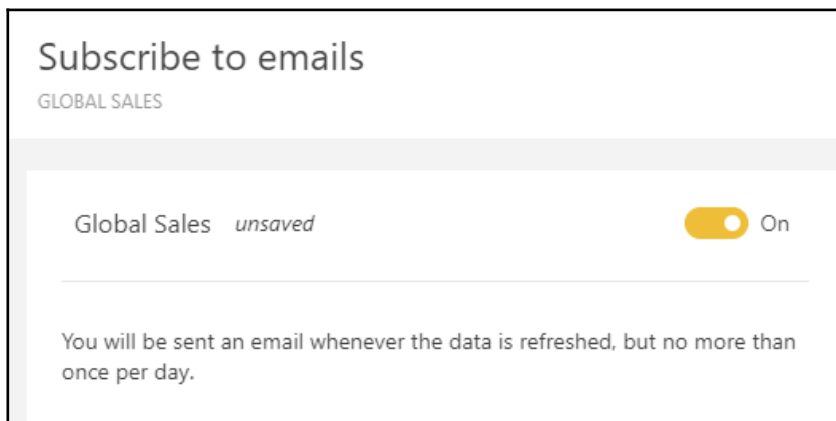 Subscribe to emails
GLOBAL SALES
Global Sales unsaved On
You will be sent an email whenever the data is refreshed, but no more than
once per day.